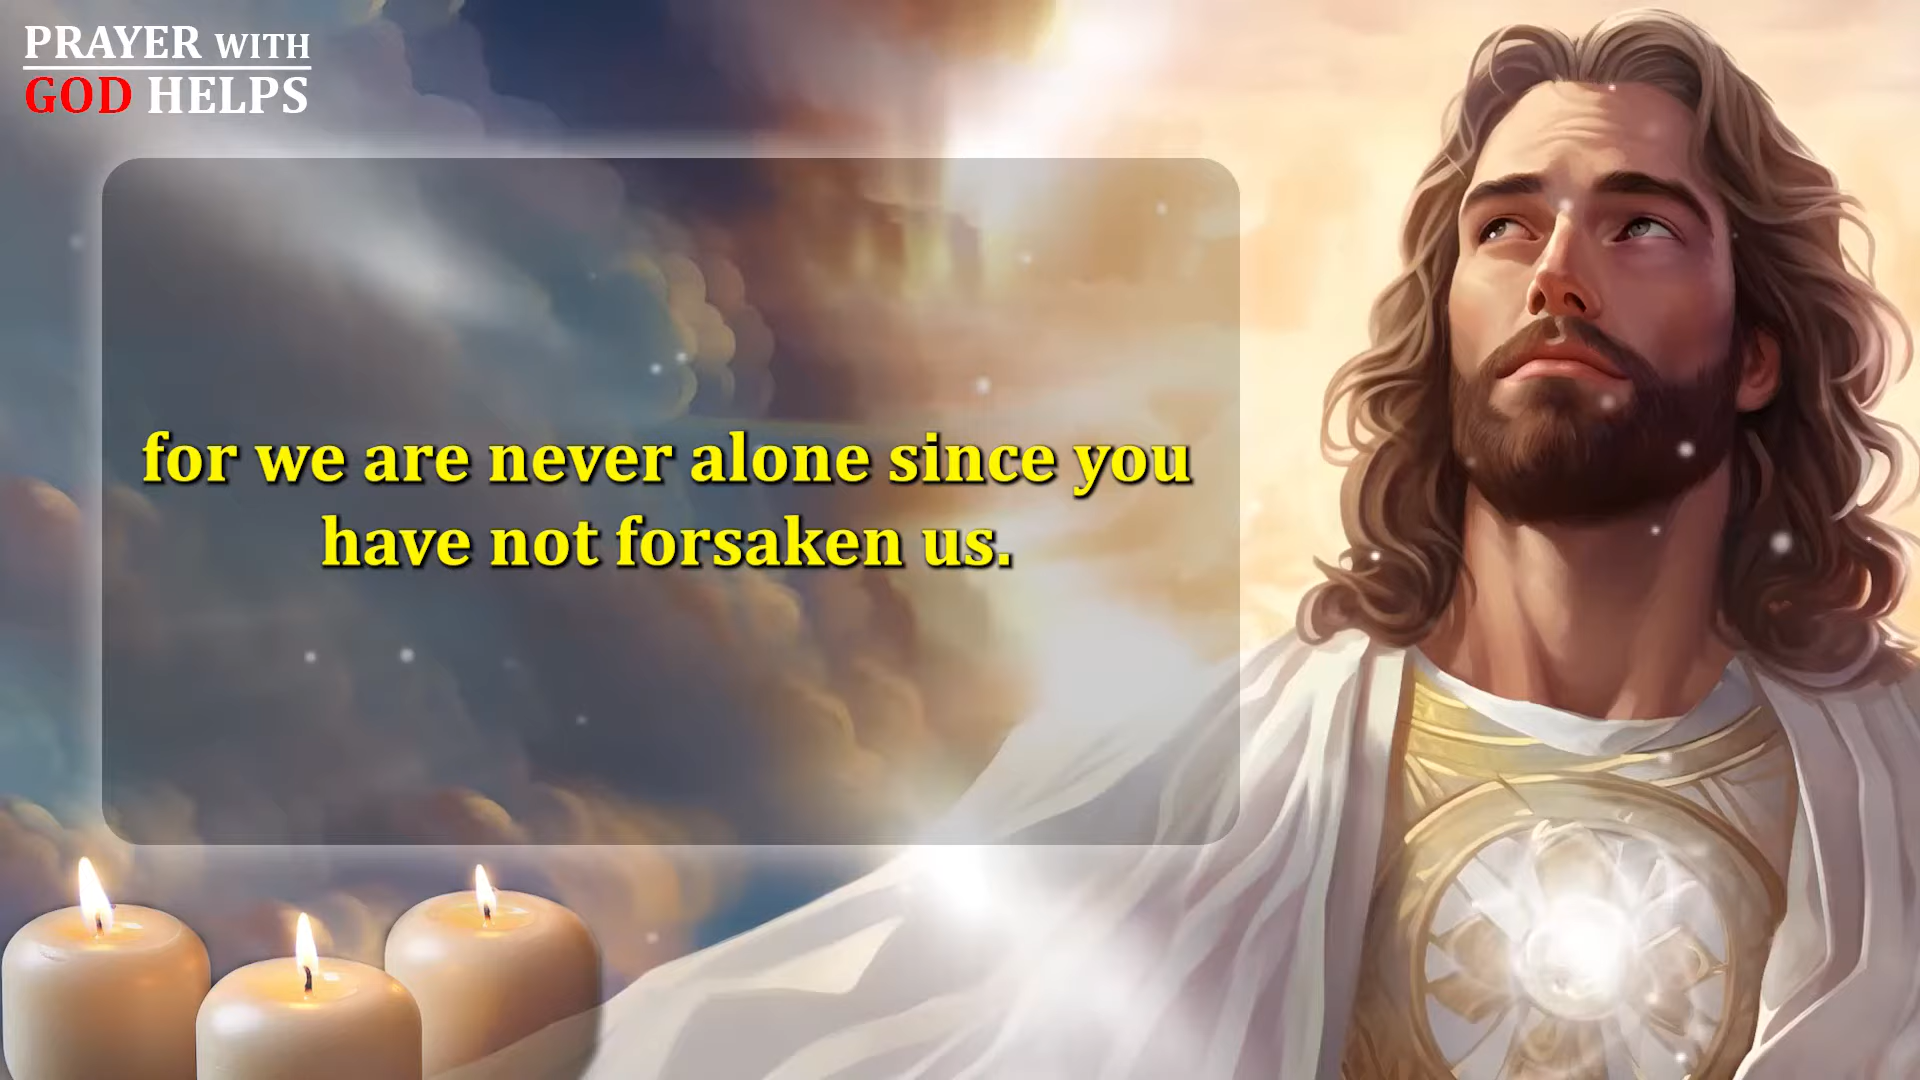 PRAYER WITH
GOD HELPS
for we are never alone since you
have not forsaken us.